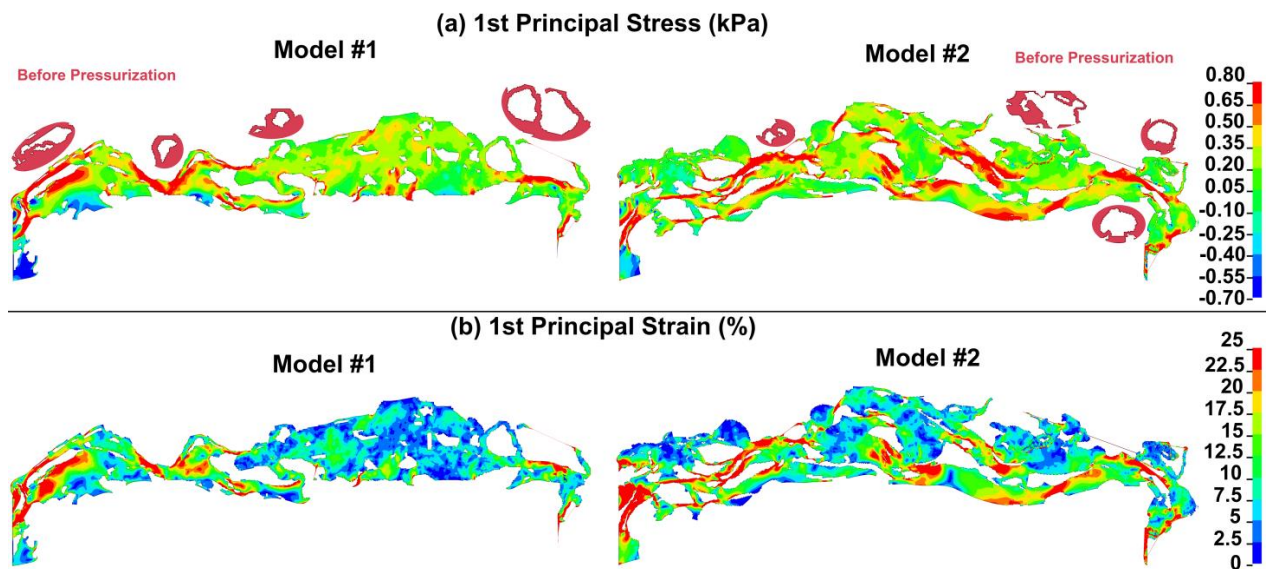 (a) 1st Principal Stress (kPa)
Model #1
Model #2
Before Pressurization
Before Pressurization
0.80
0.65
0.50
0.35
0.20
0.05
-0.10
-0.25
-0.40
-0.55
-0.70
(b) 1st Principal Strain (%)
Model #1
Model #2
25
22.5
20
17.5
15
12.5
10
7.5
5
2.5
0